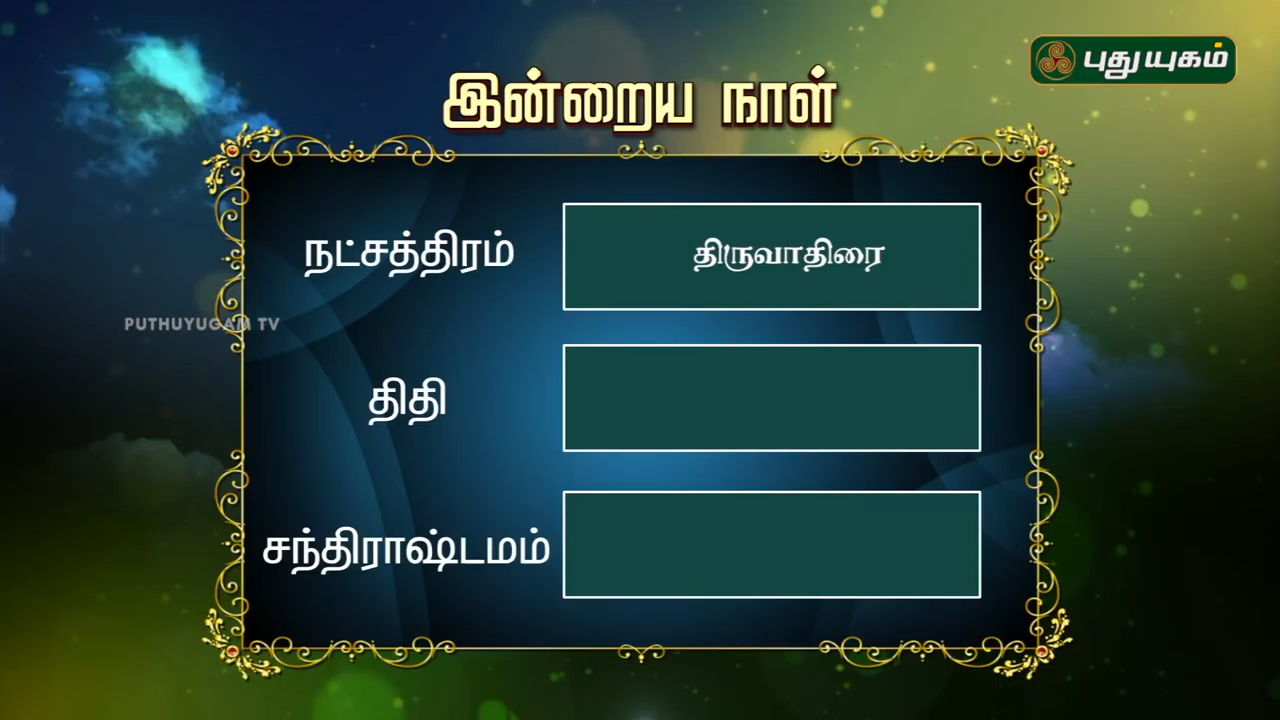 புதுயுகம்
இன்றைய நாள்
நட்சத்திரம்
திருவாதிரை
PUTHUYUGAM TV
திதி
சந்திராஷ்டமம்